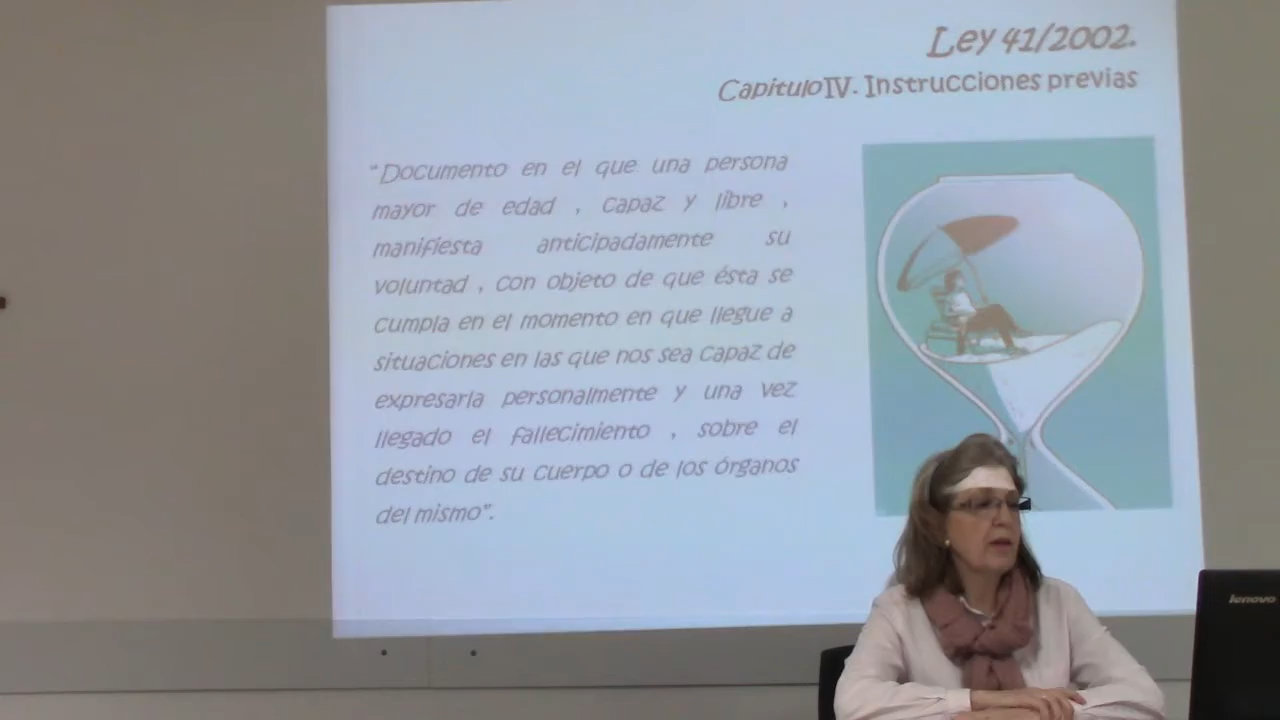 Ley 41/2002.
Capitulo IV. Instrucciones previas
"Documento en el que una persona
mayor de edad , capaz y libre ,
manifiesta anticipadamente su
voluntad , con objeto de que ésta se
cumpla en el momento en que llegue a
situaciones en las que nos sea capaz de
expresarla personalmente y una vez
llegado el fallecimiento , sobre el
destino de su cuerpo o de los órganos
del mismo".
lenovo